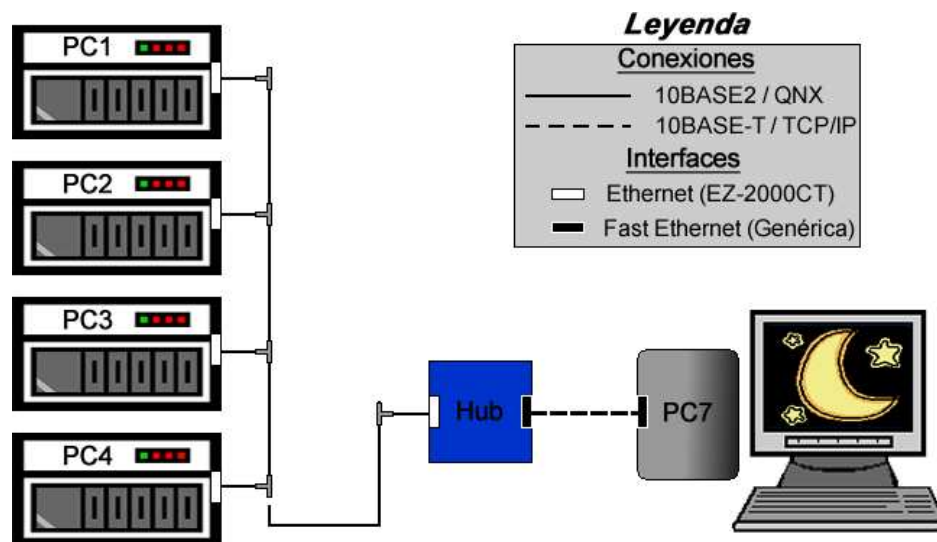 PC1
PC2
PC3
PC4
Hub
PC7
Leyenda
Conexiones
10BASE2 / QNX
10BASE-T / TCP/IP
Interfaces
Ethernet (EZ-2000CT)
Fast Ethernet (Genérica)